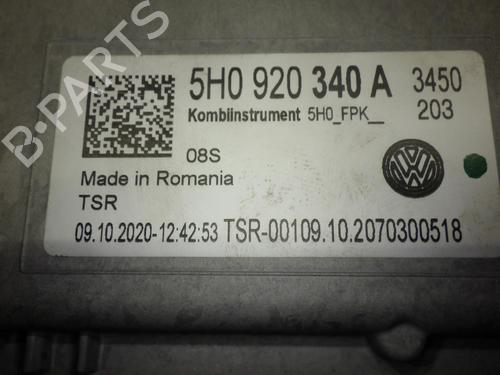 B-PARTS
5H0 920 340 A 3450
Kombiinstrument 5H0_FPK__ 203
08S
Made in Romania
TSR
09.10.2020-12:42:53 TSR-00109.10.2070300518